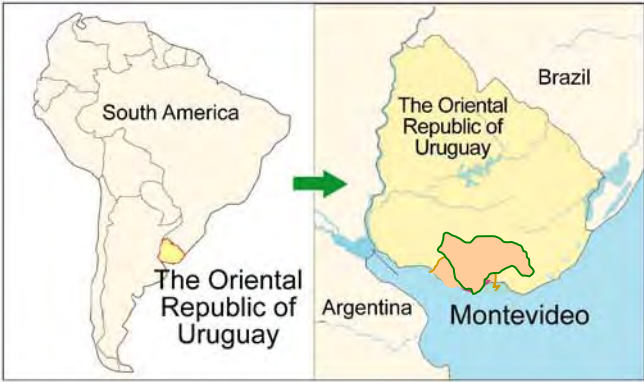 South America
The Oriental
Republic of
Uruguay
Brazil
The Oriental
Republic of
Uruguay
Argentina
Montevideo